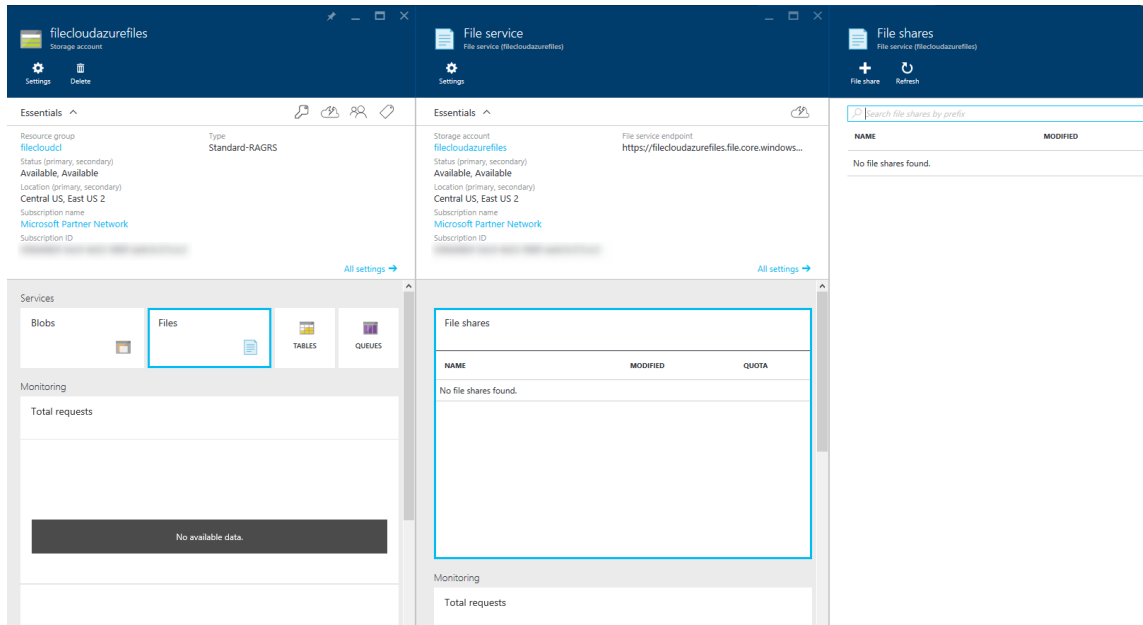 filecloudazurefiles
Storage account
Settings
Delete
Essentials
Resource group
filecloudcl
Type
Standard-RAGRS
Status (primary, secondary)
Available, Available
Location (primary, secondary)
Central US, East US 2
Subscription name
Microsoft Partner Network
Subscription ID
All settings
Services
Blobs
Files
TABLES
QUEUES
Monitoring
Total requests
No available data.
File service
File service (filecloudazurefiles)
Settings
Essentials
Storage account
filecloudazurefiles
File service endpoint
https://filecloudazurefiles.file.core.windows...
Status (primary, secondary)
Available, Available
Location (primary, secondary)
Central US, East US 2
Subscription name
Microsoft Partner Network
Subscription ID
All settings
File shares
NAME MODIFIED QUOTA
No file shares found.
Monitoring
Total requests
File shares
File service (filecloudazurefiles)
File share
Refresh
Search file shares by prefix
NAME MODIFIED
No file shares found.